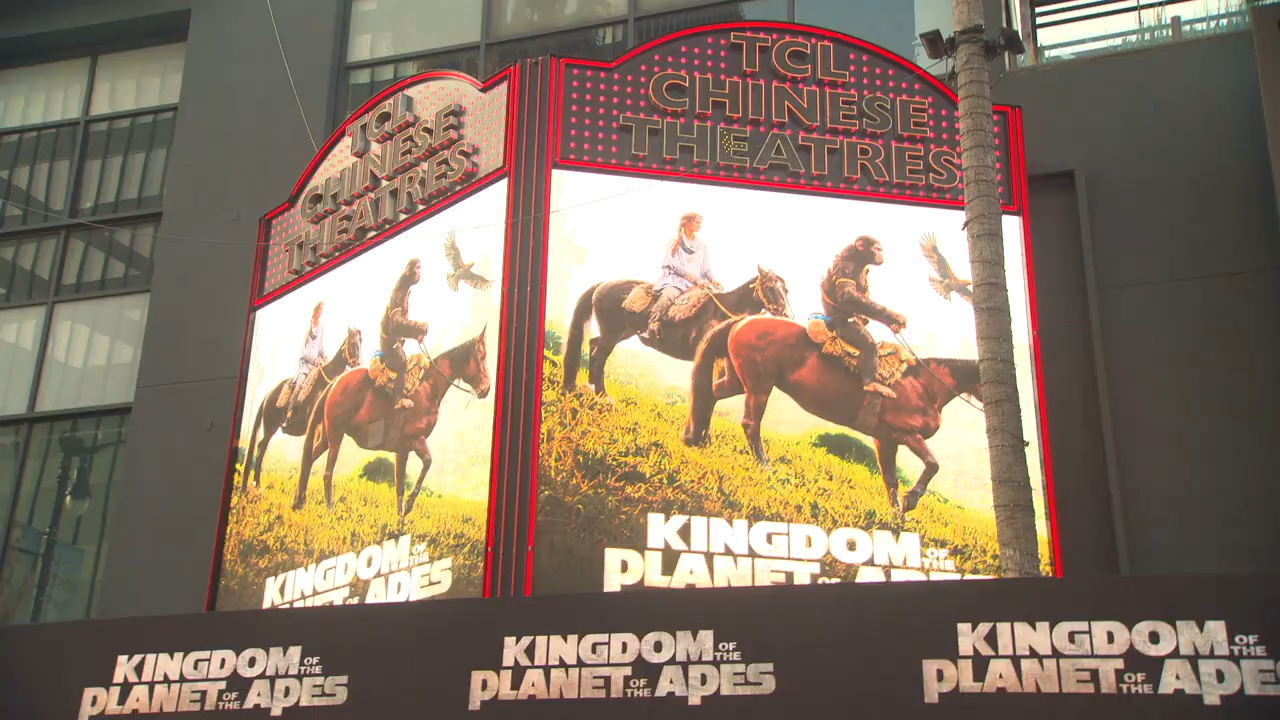 TCL
CHINESE
THEATRES
TCL
CHINESE
THEATRES
KINGDOM OF THE
PLANET OF THE APES
KINGDOM OF THE
PLANET OF THE APES
KINGDOM OF THE
PLANET OF THE APES
KINGDOM OF THE
PLANET OF THE APES
KINGDOM OF THE
PLANET OF THE APES